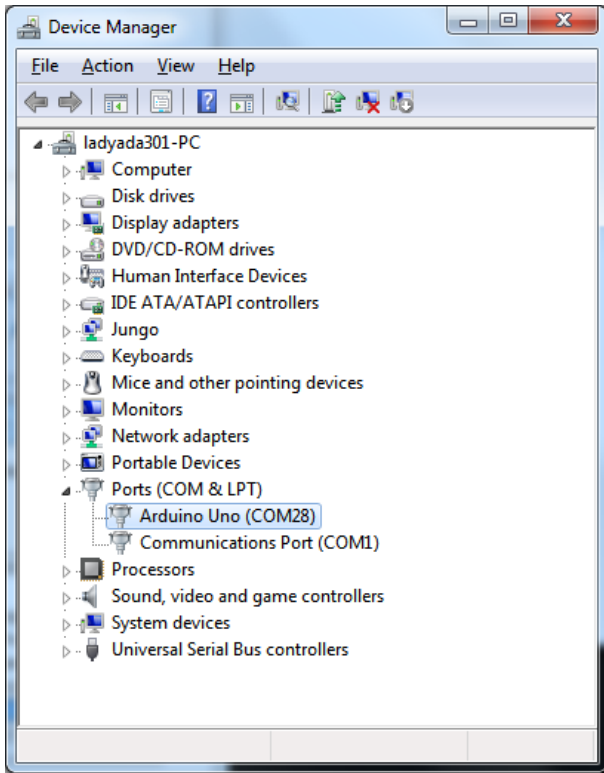 Device Manager
File Action View Help
ladyada301-PC
Computer
Disk drives
Display adapters
DVD/CD-ROM drives
Human Interface Devices
IDE ATA/ATAPI controllers
Jungo
Keyboards
Mice and other pointing devices
Monitors
Network adapters
Portable Devices
Ports (COM & LPT)
Arduino Uno (COM28)
Communications Port (COM1)
Processors
Sound, video and game controllers
System devices
Universal Serial Bus controllers